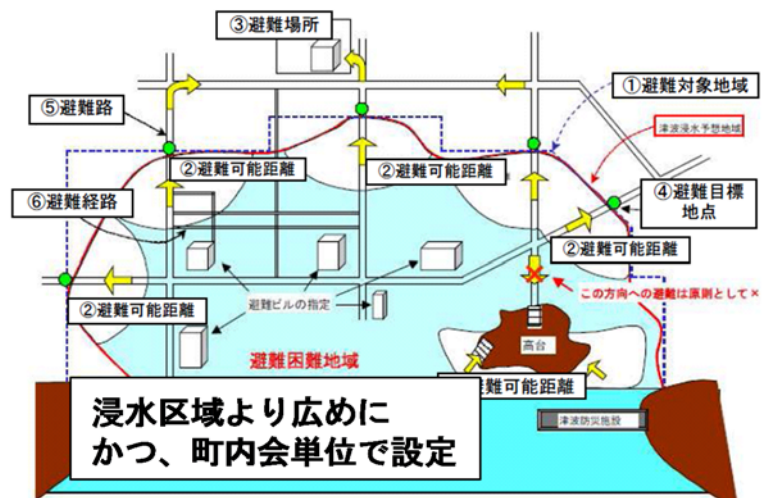 ③避難場所
①避難対象地域
⑤避難路
津波浸水予想地域
②避難可能距離
②避難可能距離
④避難目標
地点
⑥避難経路
②避難可能距離
②避難可能距離
この方向への避難は原則として×
避難ビルの指定
高台
避難困難地域
避難可能距離
津波防災施設
浸水区域より広めに
かつ、町内会単位で設定